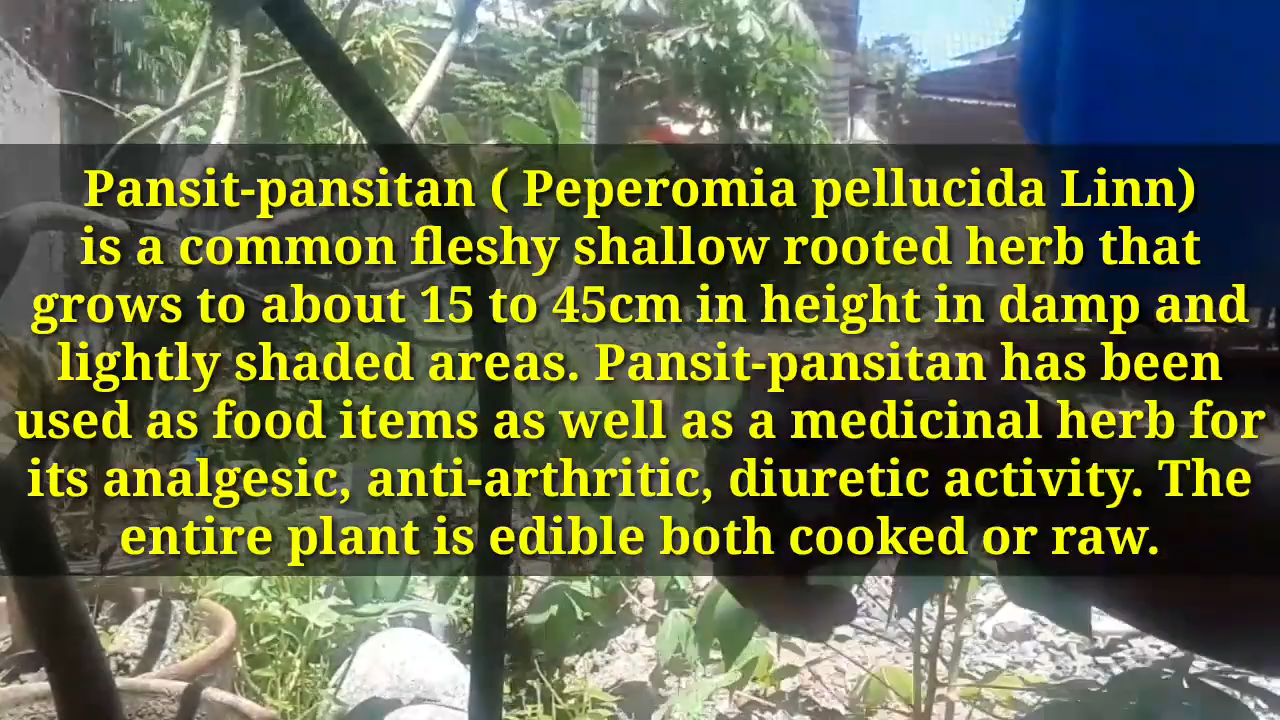 Pansit-pansitan ( Peperomia pellucida Linn)
is a common fleshy shallow rooted herb that
grows to about 15 to 45cm in height in damp and
lightly shaded areas. Pansit-pansitan has been
used as food items as well as a medicinal herb for
its analgesic, anti-arthritic, diuretic activity. The
entire plant is edible both cooked or raw.